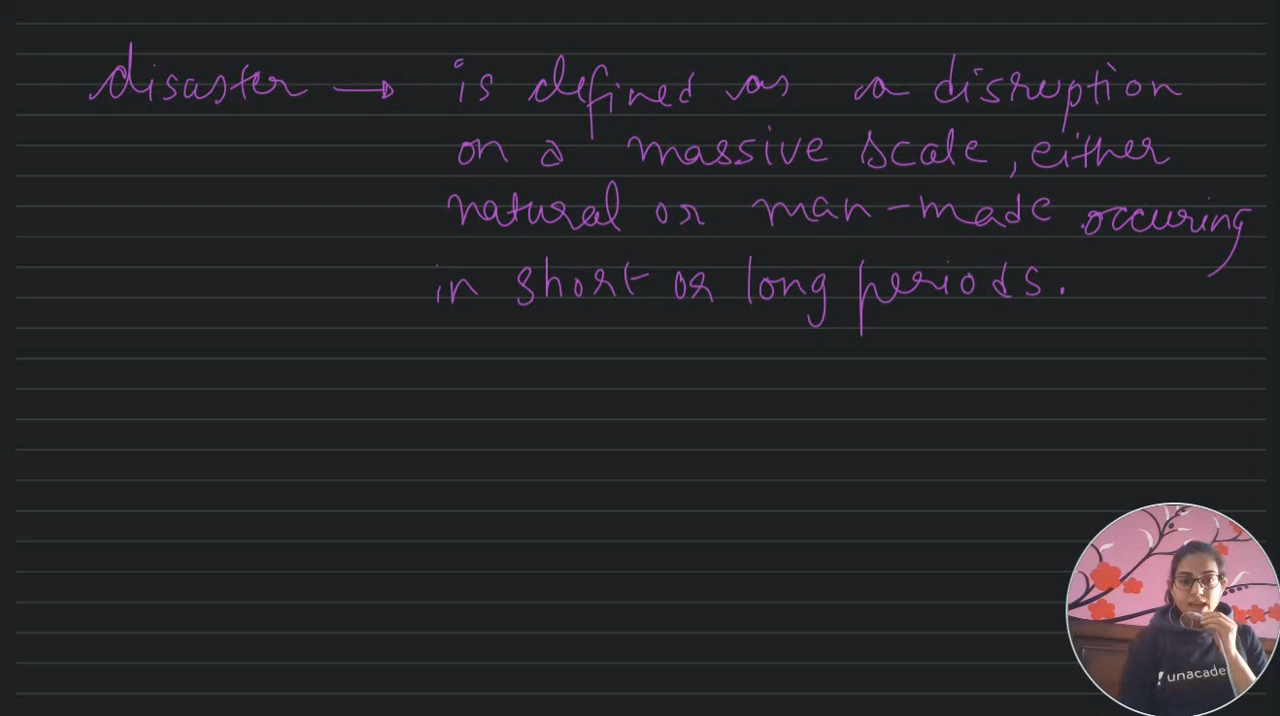 disaster → is defined as a disruption
on a massive scale, either
natural or man-made occuring
in short or long periods.
unacade